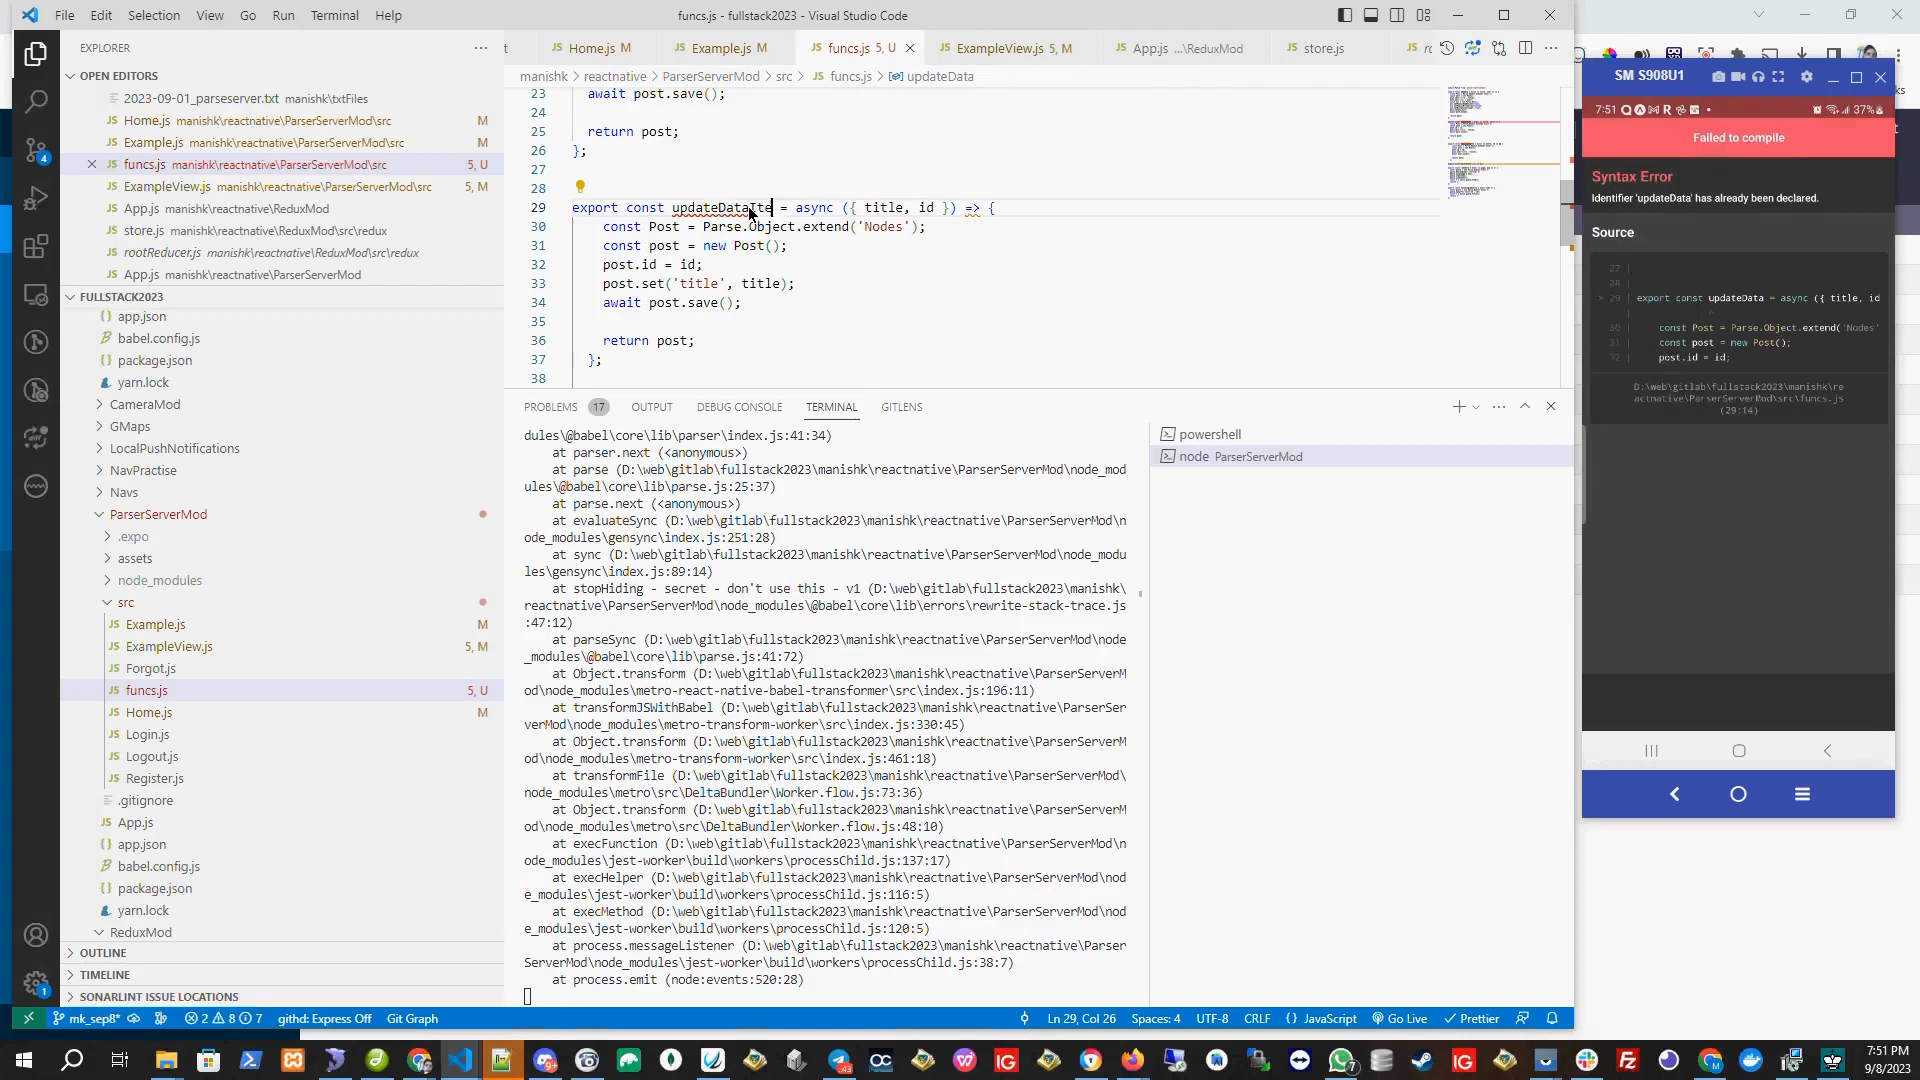 File Edit Selection View Go Run Terminal Help
funcs.js - fullstack2023 - Visual Studio Code
EXPLORER
OPEN EDITORS
2023-09-01_parseserver.txt manishk\txtFiles
Home.js manishk\reactnative\ParserServerMod\src M
Example.js manishk\reactnative\ParserServerMod\src M
funcs.js manishk\reactnative\ParserServerMod\src 5, U
ExampleView.js manishk\reactnative\ParserServerMod\src 5, M
App.js manishk\reactnative\ReduxMod
store.js manishk\reactnative\ReduxMod\src\redux
rootReducer.js manishk\reactnative\ReduxMod\src\redux
App.js manishk\reactnative\ParserServerMod
FULLSTACK2023
app.json
babel.config.js
package.json
yarn.lock
CameraMod
GMaps
LocalPushNotifications
NavPractise
Navs
ParserServerMod
.expo
assets
node_modules
src
Example.js M
ExampleView.js 5, M
Forgot.js
funcs.js 5, U
Home.js M
Login.js
Logout.js
Register.js
.gitignore
App.js
app.json
babel.config.js
package.json
yarn.lock
ReduxMod
OUTLINE
TIMELINE
SONARLINT ISSUE LOCATIONS
Home.js M Example.js M funcs.js 5, U ExampleView.js 5, M App.js ...\ReduxMod store.js
manishk > reactnative > ParserServerMod > src > funcs.js > updateData
23 await post.save();
24
25 return post;
26 };
27
28
29 export const updateDataIte = async ({ title, id }) => {
30 const Post = Parse.Object.extend('Nodes');
31 const post = new Post();
32 post.id = id;
33 post.set('title', title);
34 await post.save();
35
36 return post;
37 };
38
PROBLEMS 17 OUTPUT DEBUG CONSOLE TERMINAL GITLENS
dules\@babel\core\lib\parser\index.js:41:34)
at parser.next (<anonymous>)
at parse (D:\web\gitlab\fullstack2023\manishk\reactnative\ParserServerMod\node_mod
ules\@babel\core\lib\parse.js:25:37)
at parse.next (<anonymous>)
at evaluateSync (D:\web\gitlab\fullstack2023\manishk\reactnative\ParserServerMod\n
ode_modules\gensync\index.js:251:28)
at sync (D:\web\gitlab\fullstack2023\manishk\reactnative\ParserServerMod\node_modu
les\gensync\index.js:89:14)
at stopHiding - secret - don't use this - v1 (D:\web\gitlab\fullstack2023\manishk\
reactnative\ParserServerMod\node_modules\@babel\core\lib\errors\rewrite-stack-trace.js
:47:12)
at parseSync (D:\web\gitlab\fullstack2023\manishk\reactnative\ParserServerMod\node
_modules\@babel\core\lib\parse.js:41:72)
at Object.transform (D:\web\gitlab\fullstack2023\manishk\reactnative\ParserServerM
od\node_modules\metro-react-native-babel-transformer\src\index.js:196:11)
at transformJSWithBabel (D:\web\gitlab\fullstack2023\manishk\reactnative\ParserSer
verMod\node_modules\metro-transform-worker\src\index.js:330:45)
at Object.transform (D:\web\gitlab\fullstack2023\manishk\reactnative\ParserServerM
od\node_modules\metro-transform-worker\src\index.js:461:18)
at transformFile (D:\web\gitlab\fullstack2023\manishk\reactnative\ParserServerMod\
node_modules\metro\src\DeltaBundler\Worker.flow.js:73:36)
at Object.transform (D:\web\gitlab\fullstack2023\manishk\reactnative\ParserServerM
od\node_modules\metro\src\DeltaBundler\Worker.flow.js:48:10)
at execFunction (D:\web\gitlab\fullstack2023\manishk\reactnative\ParserServerMod\n
ode_modules\jest-worker\build\workers\processChild.js:137:17)
at execHelper (D:\web\gitlab\fullstack2023\manishk\reactnative\ParserServerMod\nod
e_modules\jest-worker\build\workers\processChild.js:116:5)
at execMethod (D:\web\gitlab\fullstack2023\manishk\reactnative\ParserServerMod\nod
e_modules\jest-worker\build\workers\processChild.js:120:5)
at process.messageListener (D:\web\gitlab\fullstack2023\manishk\reactnative\Parser
ServerMod\node_modules\jest-worker\build\workers\processChild.js:38:7)
at process.emit (node:events:520:28)
powershell
node ParserServerMod
SM S908U1
7:51 37%
Failed to compile
Syntax Error
Identifier 'updateData' has already been declared.
Source
27 |
28 |
> 29 | export const updateData = async ({ title, id
| ^
30 | const Post = Parse.Object.extend('Nodes'
31 | const post = new Post();
32 | post.id = id;
D:\web\gitlab\fullstack2023\manishk\re
actnative\ParserServerMod\src\funcs.js
(29:14)
mk_sep8* 2 8 7 githd: Express Off Git Graph
Ln 29, Col 26 Spaces: 4 UTF-8 CRLF JavaScript Go Live Prettier
7:51 PM
9/8/2023